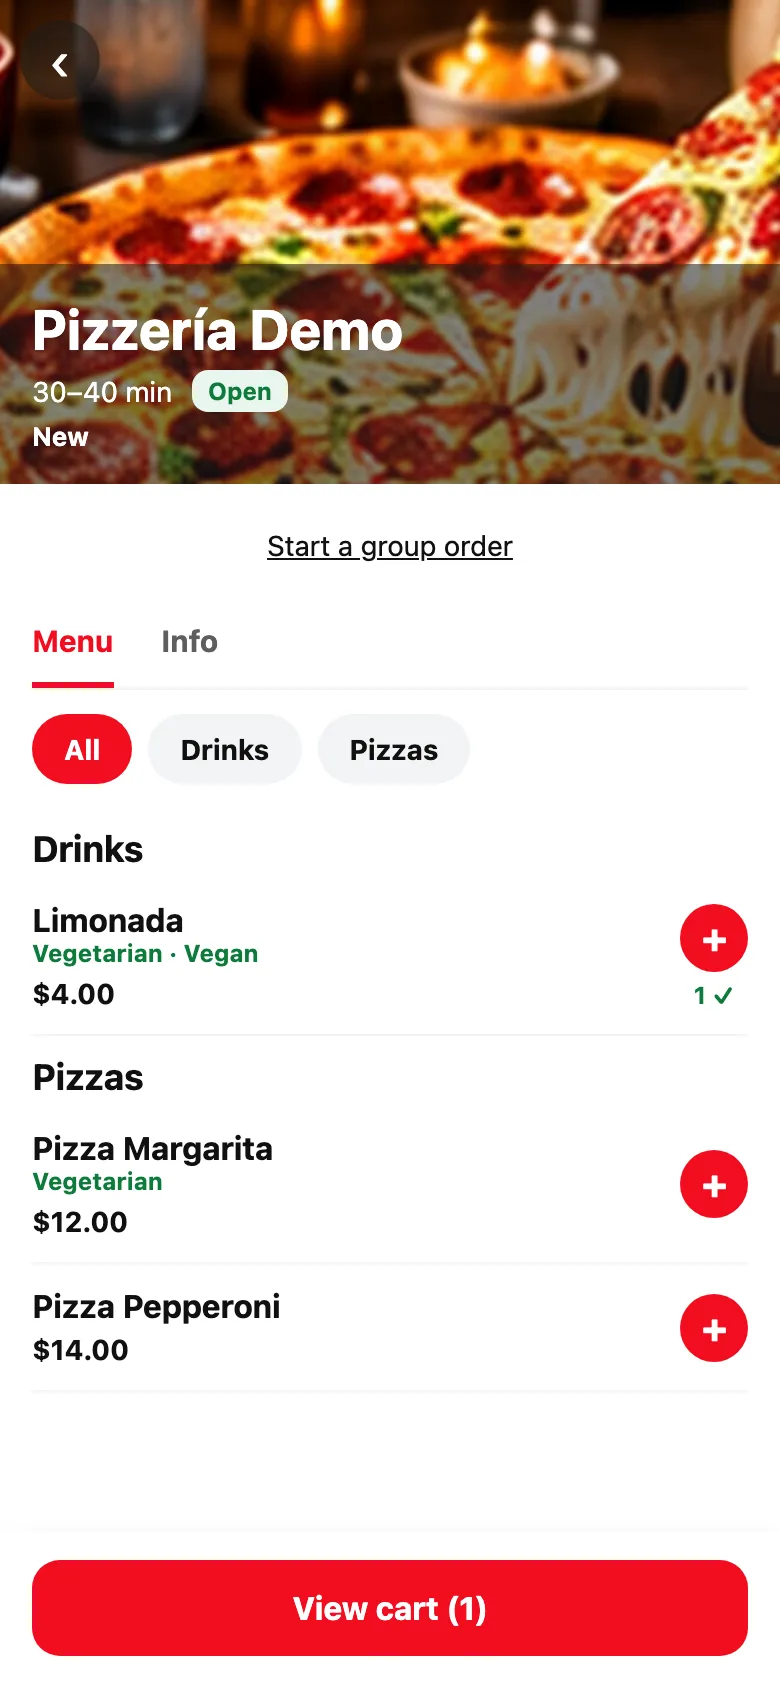 Pizzería Demo
30–40 min Open
New
Start a group order
Menu Info
All Drinks Pizzas
Drinks
Limonada
Vegetarian · Vegan
$4.00
+
1 ✓
Pizzas
Pizza Margarita
Vegetarian
$12.00
+
Pizza Pepperoni
$14.00
+
View cart (1)